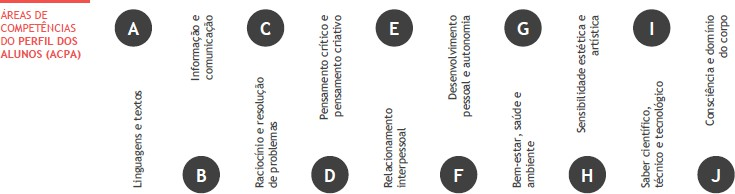 ÁREAS DE
COMPETÊNCIAS
DO PERFIL DOS
ALUNOS (ACPA)
A
Linguagens e textos
Informação e
comunicação
B
C
Raciocínio e resolução
de problemas
Pensamento crítico e
pensamento criativo
D
E
Relacionamento
interpessoal
Desenvolvimento
pessoal e autonomia
F
G
Bem-estar, saúde e
ambiente
Sensibilidade estética e
artística
H
I
Saber científico,
técnico e tecnológico
Consciência e domínio
do corpo
J